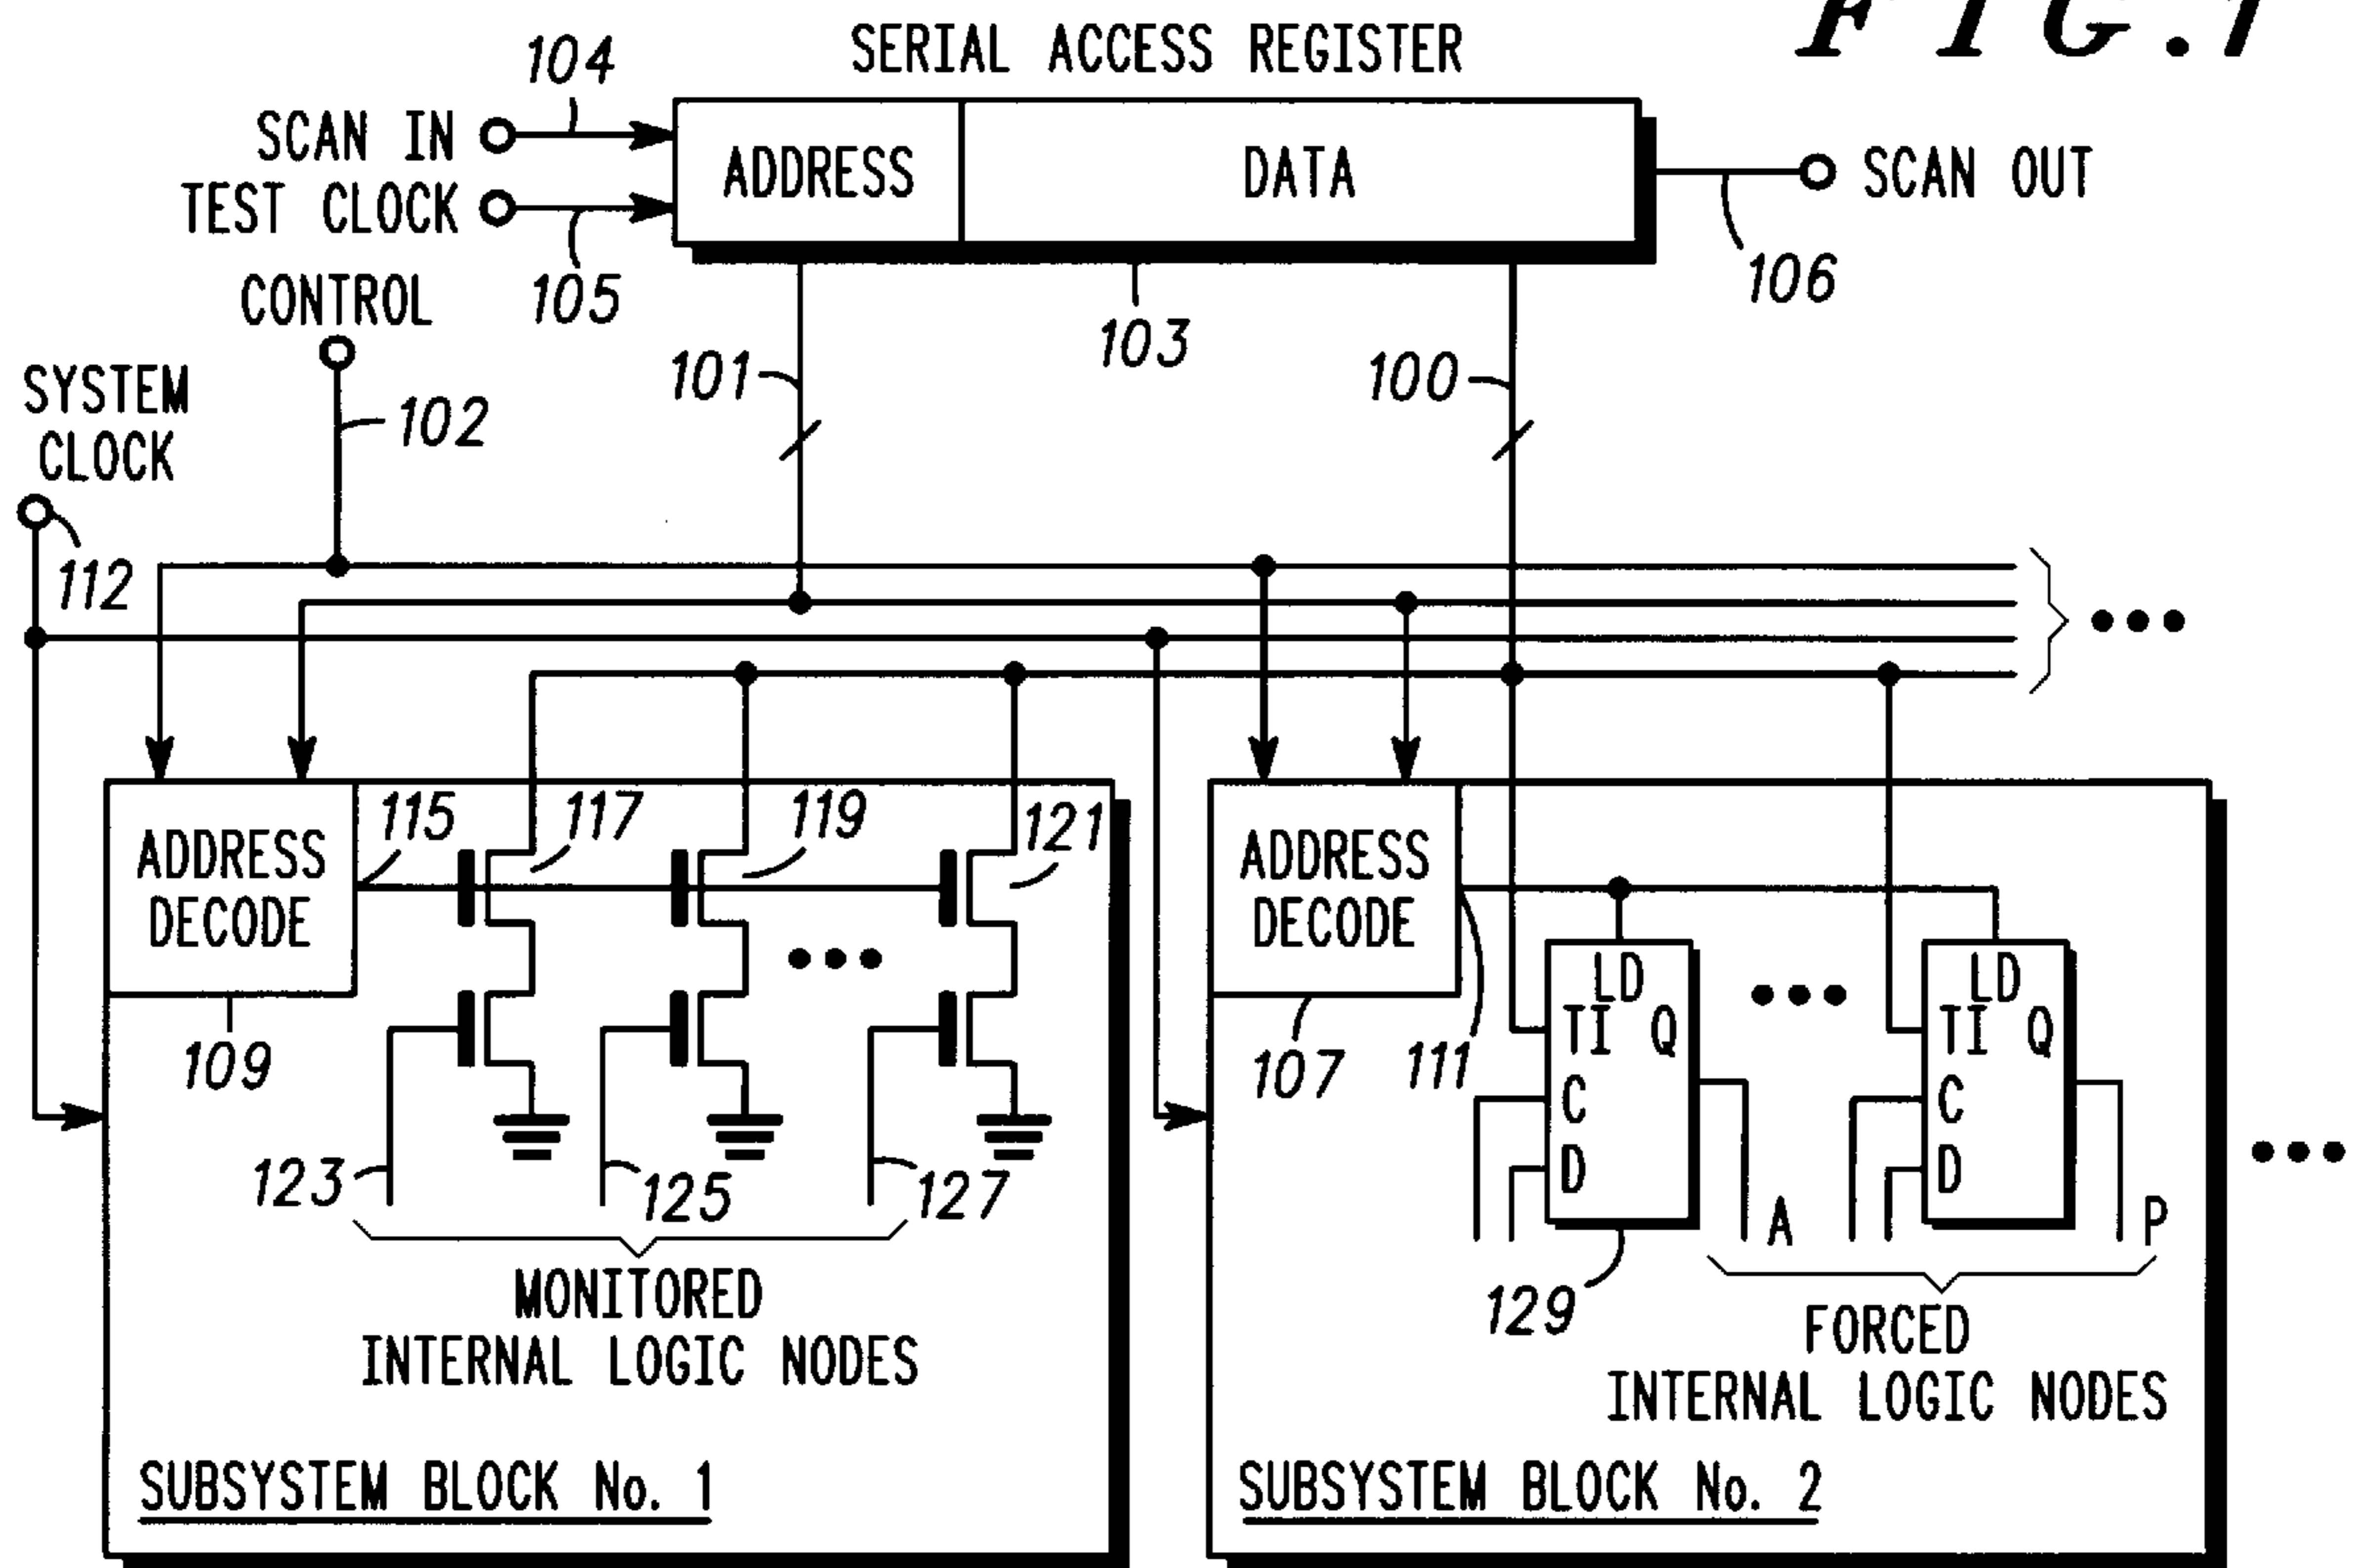 FIG.1
SERIAL ACCESS REGISTER
104
SCAN IN
TEST CLOCK
105
ADDRESS
DATA
SCAN OUT
106
CONTROL
102
101
103
100
SYSTEM
CLOCK
112
ADDRESS
DECODE
115
117
119
121
109
123
125
127
MONITORED
INTERNAL LOGIC NODES
SUBSYSTEM BLOCK No. 1
ADDRESS
DECODE
107
111
LD
TI Q
C
D
A
129
LD
TI Q
C
D
P
FORCED
INTERNAL LOGIC NODES
SUBSYSTEM BLOCK No. 2